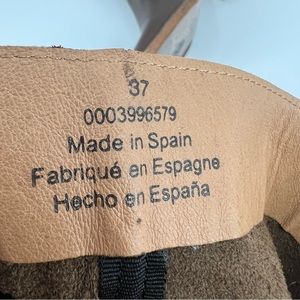 37
0003996579
Made in Spain
Fabriqué en Espagne
Hecho en España